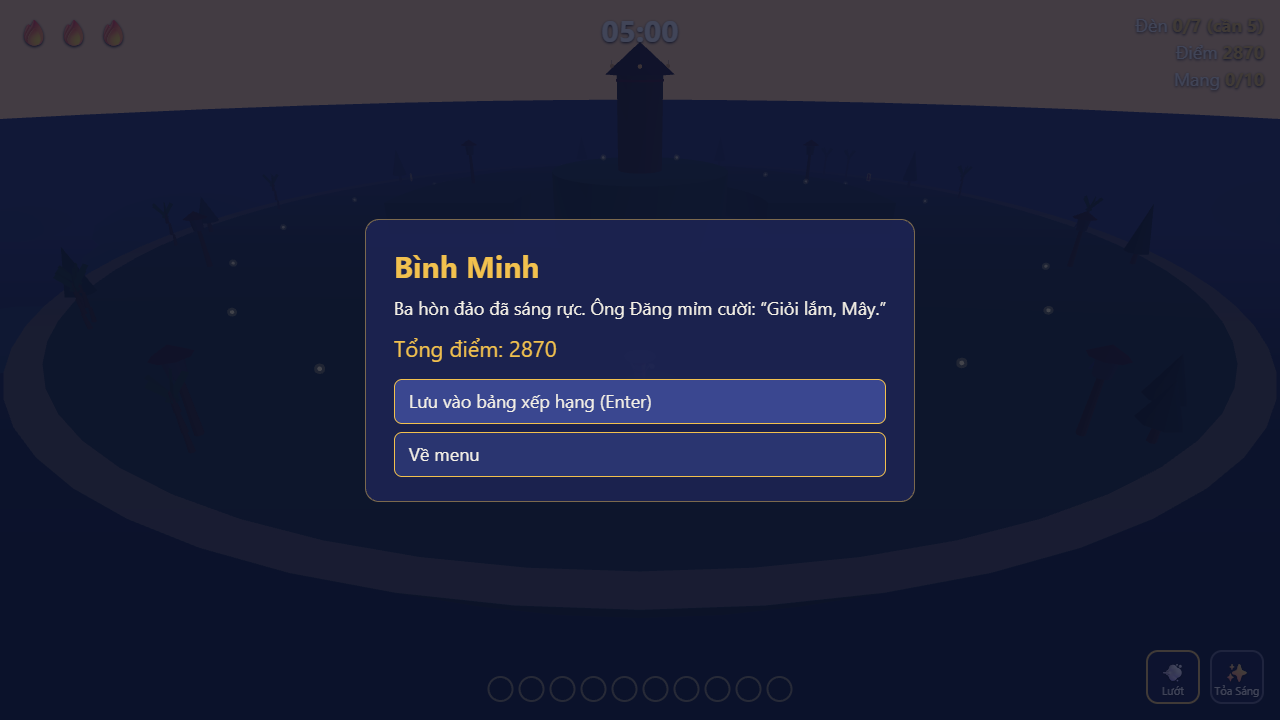 05:00
Đèn 0/7 (cần 5)
Điểm 2870
Mang 0/10
Bình Minh
Ba hòn đảo đã sáng rực. Ông Đăng mỉm cười: “Giỏi lắm, Mây.”
Tổng điểm: 2870
Lưu vào bảng xếp hạng (Enter)
Về menu
Lướt
Tỏa Sáng